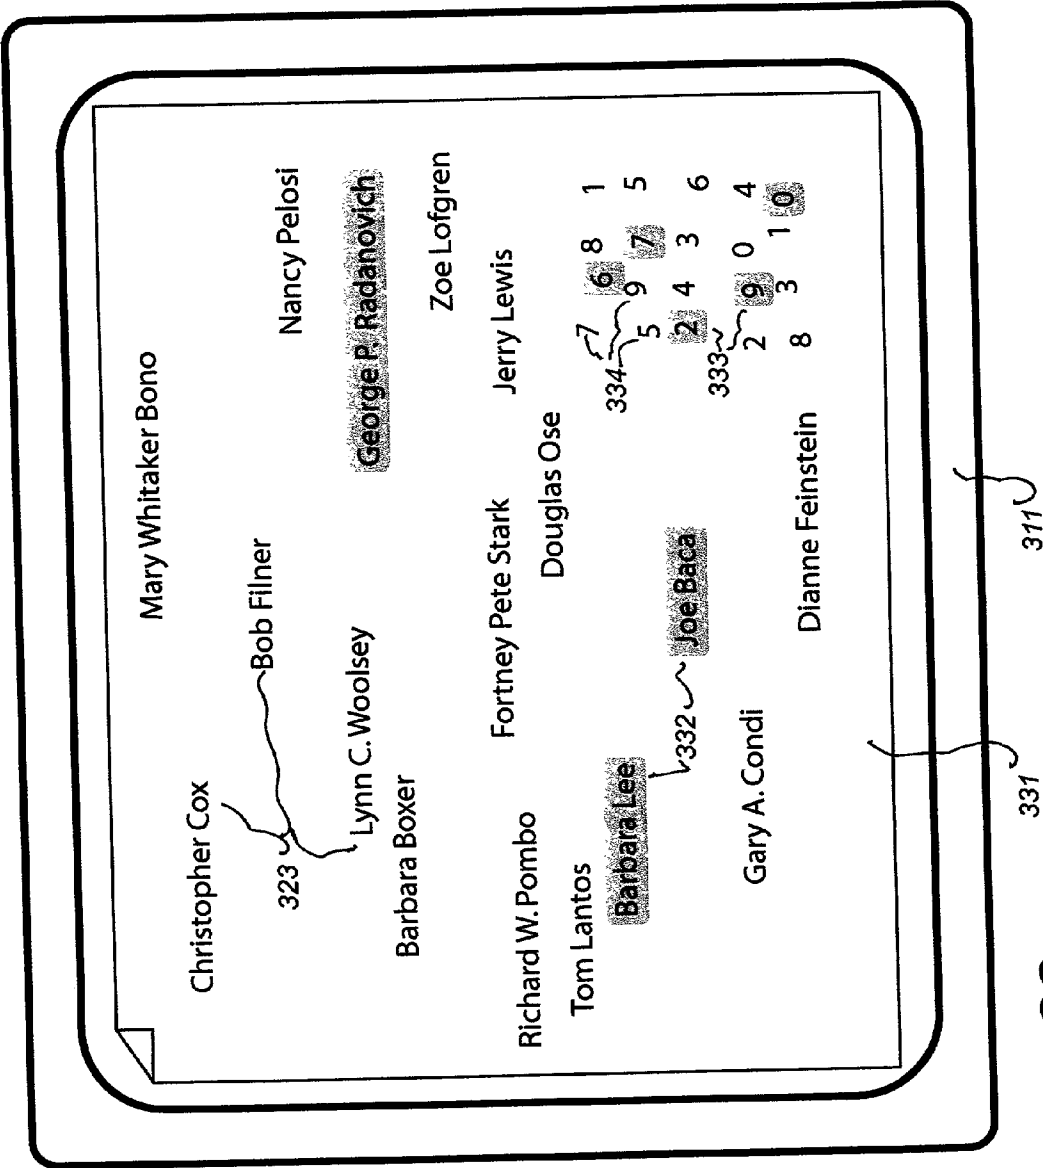 Mary Whitaker Bono
Christopher Cox
Bob Filner
323
Nancy Pelosi
Lynn C. Woolsey
George P. Radanovich
Barbara Boxer
Zoe Lofgren
Fortney Pete Stark
Jerry Lewis
Richard W. Pombo
Douglas Ose
Tom Lantos
7 6 8 1
334
Barbara Lee
5 9 7 5
332
Joe Baca
2 4 3 6
333
Gary A. Condi
2 9 0 4
8 3 1 0
Dianne Feinstein
331
311